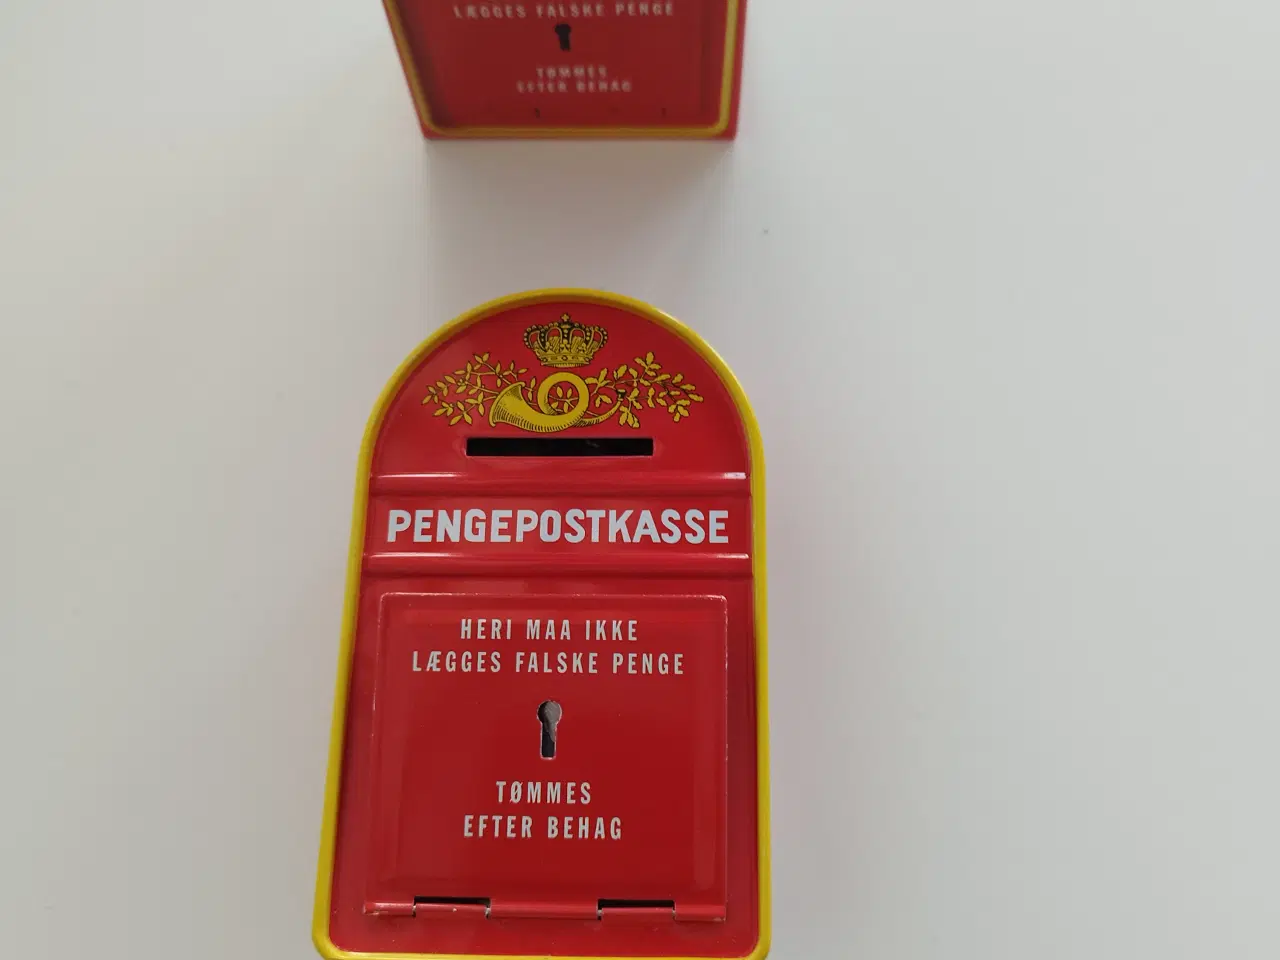 LÆGGES FALSKE PENGE
TØMMES
EFTER BEHAG
PENGEPOSTKASSE
HERI MAA IKKE
LÆGGES FALSKE PENGE
TØMMES
EFTER BEHAG